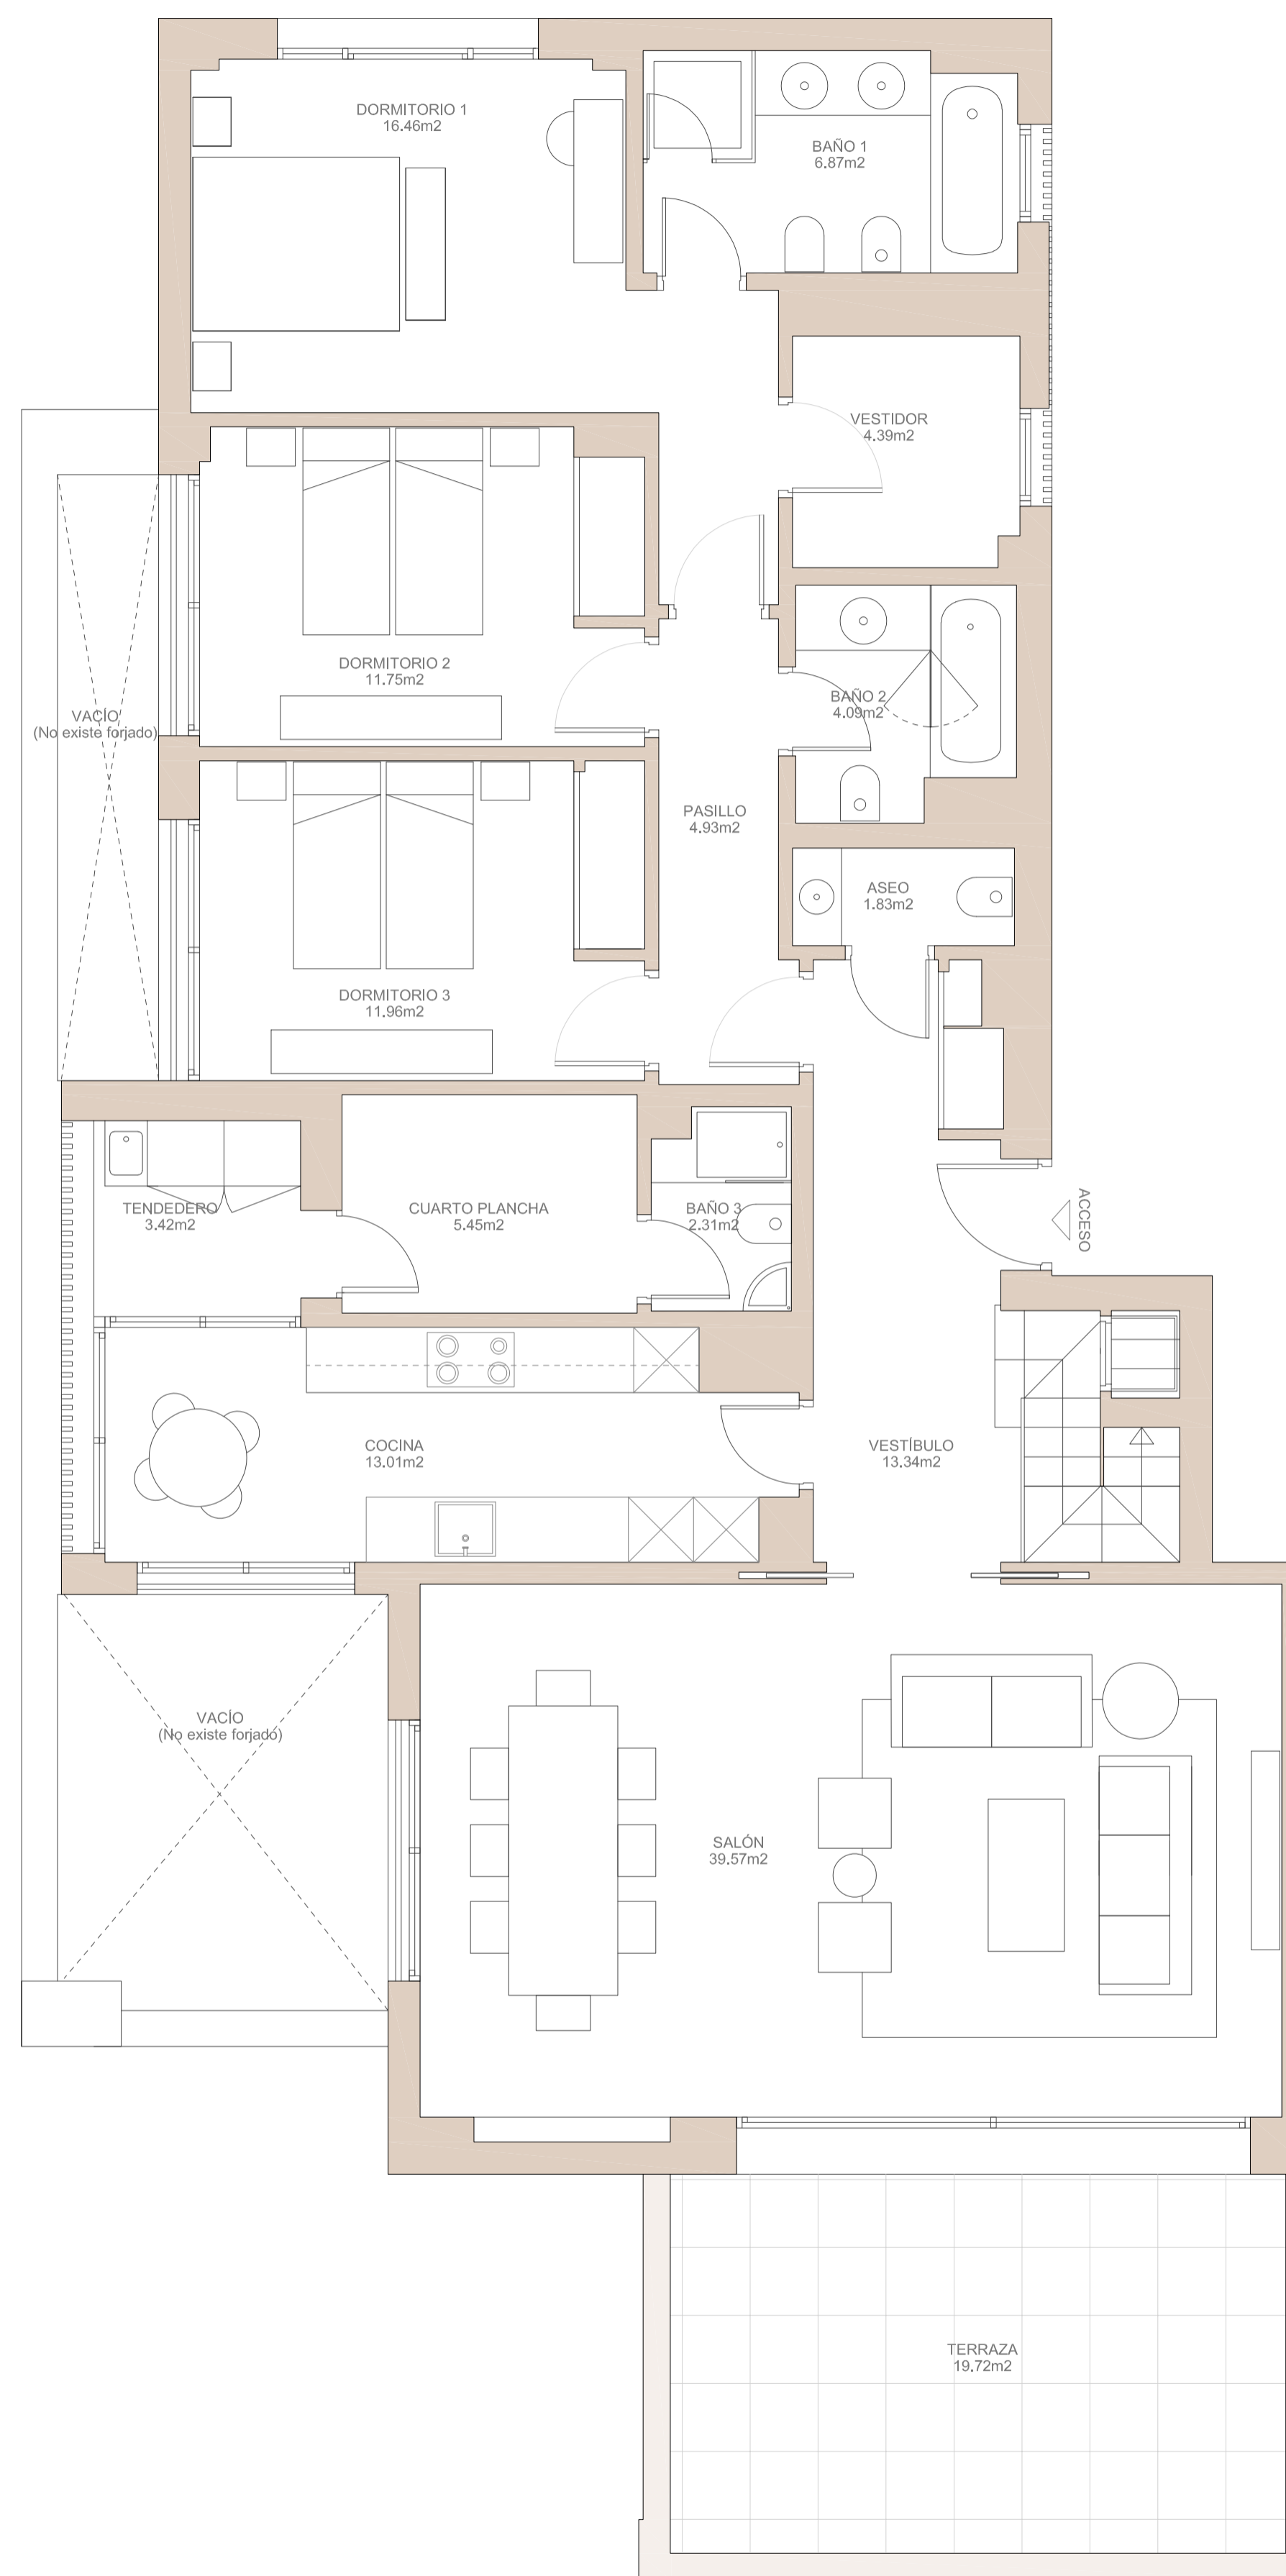 DORMITORIO 1
16.46m2
BAÑO 1
6.87m2
VESTIDOR
4.39m2
DORMITORIO 2
11.75m2
BAÑO 2
4.09m2
VACÍO
(No existe forjado)
PASILLO
4.93m2
ASEO
1.83m2
DORMITORIO 3
11.96m2
TENDEDERO
3.42m2
CUARTO PLANCHA
5.45m2
BAÑO 3
2.31m2
ACCESO
COCINA
13.01m2
VESTÍBULO
13.34m2
VACÍO
(No existe forjado)
SALÓN
39.57m2
TERRAZA
19.72m2